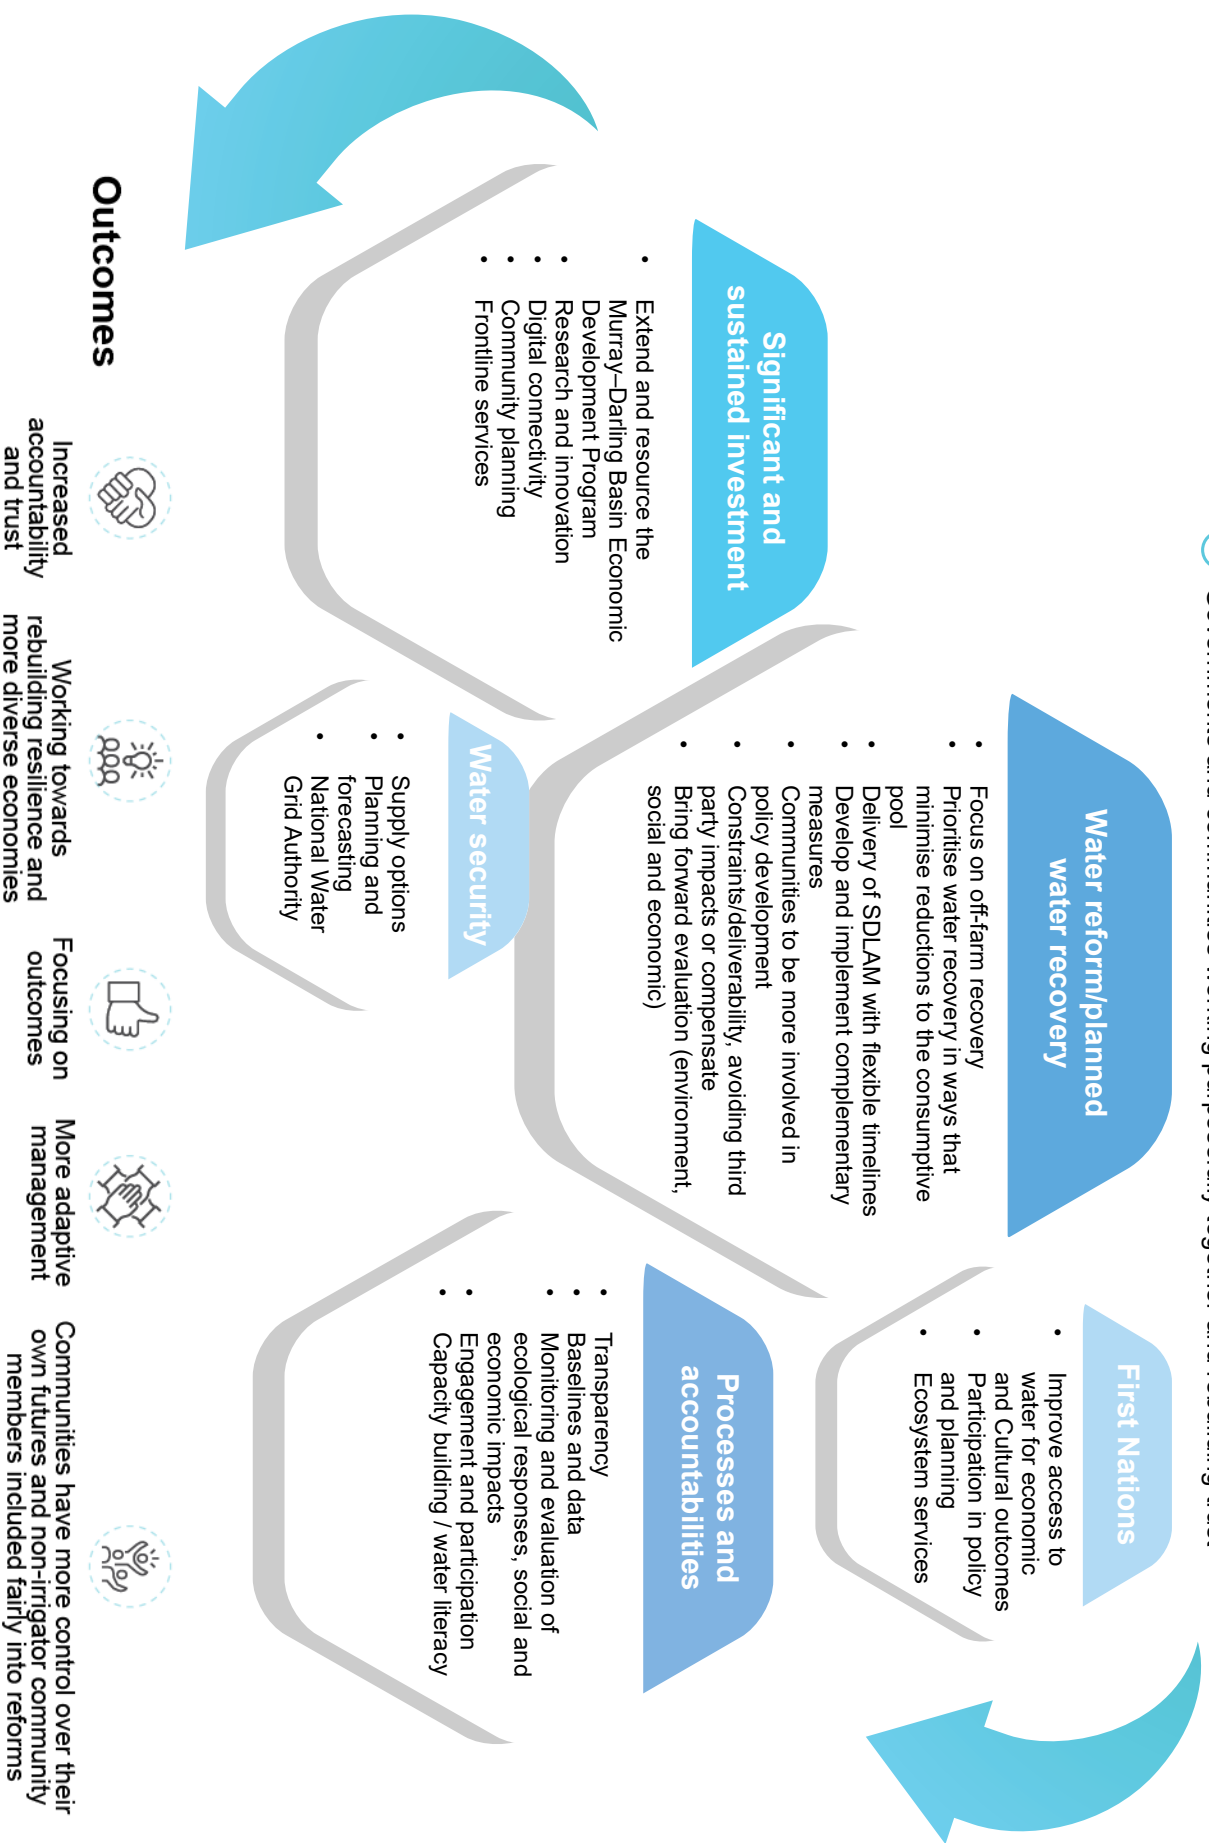 Significant and
sustained investment
Extend and resource the
Murray–Darling Basin Economic
Development Program
Research and innovation
Digital connectivity
Community planning
Frontline services
Water reform/planned
water recovery
Focus on off-farm recovery
Prioritise water recovery in ways that
minimise reductions to the consumptive
pool
Delivery of SDLAM with flexible timelines
Develop and implement complementary
measures
Communities to be more involved in
policy development
Constraints/deliverability, avoiding third
party impacts or compensate
Bring forward evaluation (environment,
social and economic)
First Nations
Improve access to
water for economic
and Cultural outcomes
Participation in policy
and planning
Ecosystem services
Water security
Supply options
Planning and
forecasting
National Water
Grid Authority
Processes and
accountabilities
Transparency
Baselines and data
Monitoring and evaluation of
ecological responses, social and
economic impacts
Engagement and participation
Capacity building / water literacy
Outcomes
Increased
accountability
and trust
Working towards
rebuilding resilience and
more diverse economies
Focusing on
outcomes
More adaptive
management
Communities have more control over their
own futures and non-irrigator community
members included fairly into reforms